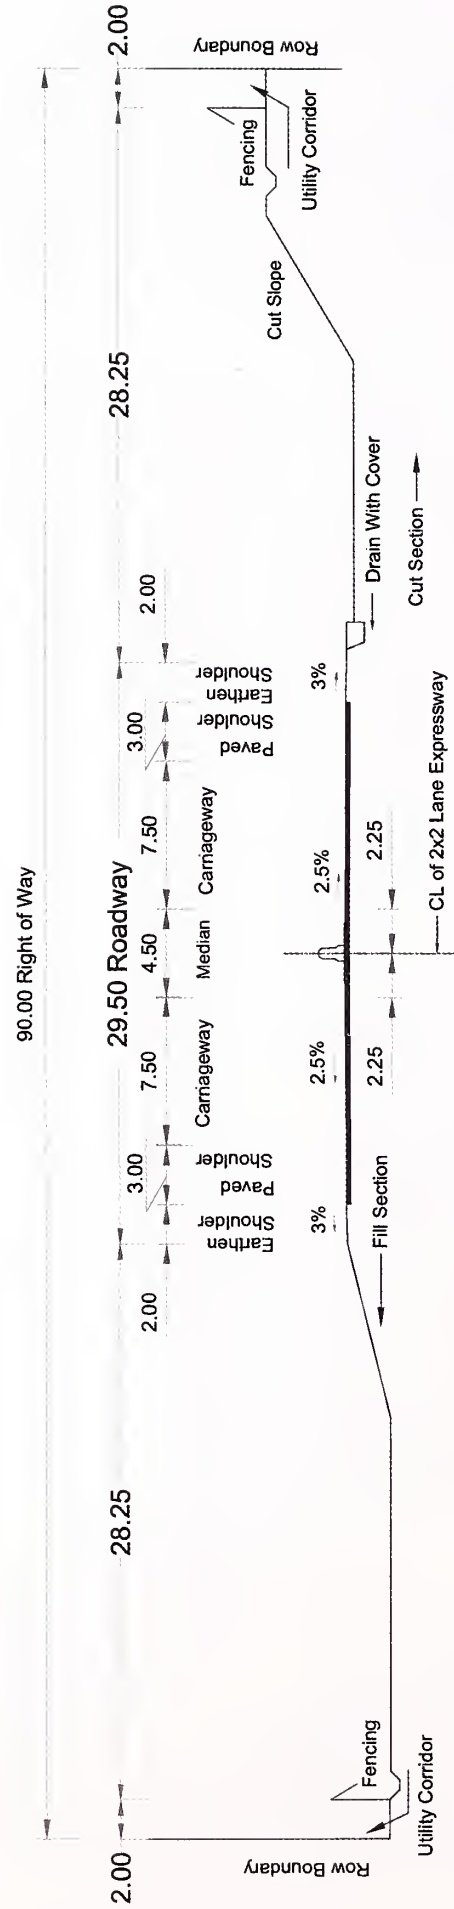 90.00 Right of Way
2.00
28.25
29.50 Roadway
28.25
2.00
2.00
3.00
7.50
4.50
7.50
3.00
2.00
Earthen
Shoulder
Paved
Shoulder
Carriageway
Median
Carriageway
Paved
Shoulder
Earthen
Shoulder
Row Boundary
Row Boundary
Fencing
Utility Corridor
Fencing
Utility Corridor
Cut Slope
3%
2.5%
2.5%
3%
Fill Section
2.25
2.25
CL of 2x2 Lane Expressway
Drain With Cover
Cut Section